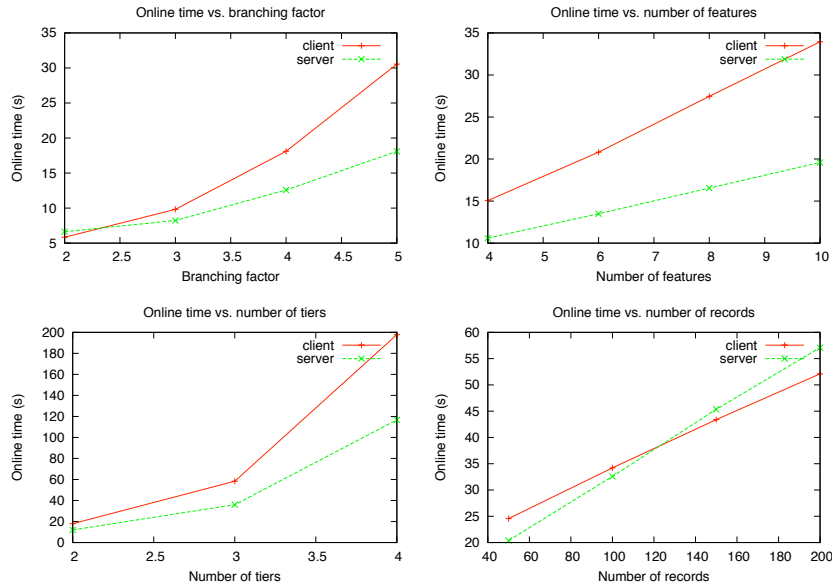 Online time vs. branching factor
client
server
35
30
25
20
15
10
5
Online time (s)
2 2.5 3 3.5 4 4.5 5
Branching factor
Online time vs. number of features
client
server
35
30
25
20
15
10
Online time (s)
4 5 6 7 8 9 10
Number of features
Online time vs. number of tiers
client
server
200
180
160
140
120
100
80
60
40
20
0
Online time (s)
2 2.5 3 3.5 4
Number of tiers
Online time vs. number of records
client
server
60
55
50
45
40
35
30
25
20
Online time (s)
40 60 80 100 120 140 160 180 200
Number of records